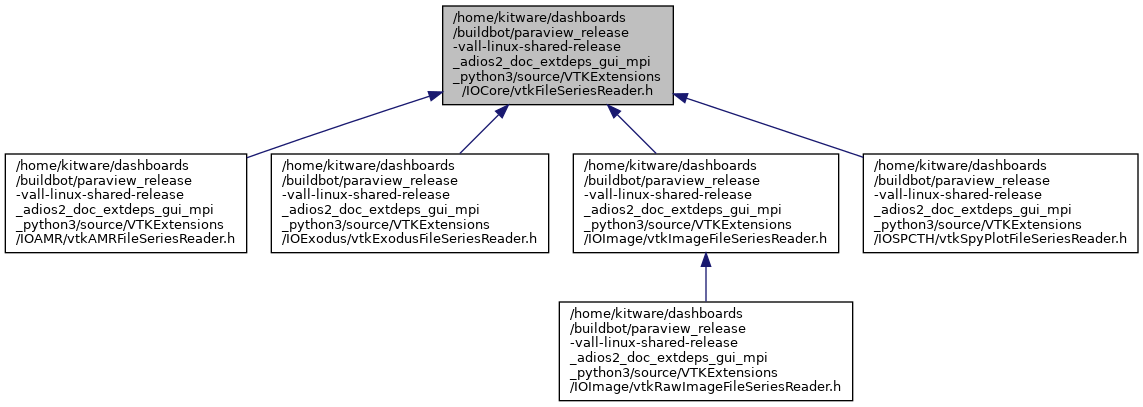 /home/kitware/dashboards
/buildbot/paraview_release
-vall-linux-shared-release
_adios2_doc_extdeps_gui_mpi
_python3/source/VTKExtensions
/IOCore/vtkFileSeriesReader.h
/home/kitware/dashboards
/buildbot/paraview_release
-vall-linux-shared-release
_adios2_doc_extdeps_gui_mpi
_python3/source/VTKExtensions
/IOAMR/vtkAMRFileSeriesReader.h
/home/kitware/dashboards
/buildbot/paraview_release
-vall-linux-shared-release
_adios2_doc_extdeps_gui_mpi
_python3/source/VTKExtensions
/IOExodus/vtkExodusFileSeriesReader.h
/home/kitware/dashboards
/buildbot/paraview_release
-vall-linux-shared-release
_adios2_doc_extdeps_gui_mpi
_python3/source/VTKExtensions
/IOImage/vtkImageFileSeriesReader.h
/home/kitware/dashboards
/buildbot/paraview_release
-vall-linux-shared-release
_adios2_doc_extdeps_gui_mpi
_python3/source/VTKExtensions
/IOSPCTH/vtkSpyPlotFileSeriesReader.h
/home/kitware/dashboards
/buildbot/paraview_release
-vall-linux-shared-release
_adios2_doc_extdeps_gui_mpi
_python3/source/VTKExtensions
/IOImage/vtkRawImageFileSeriesReader.h